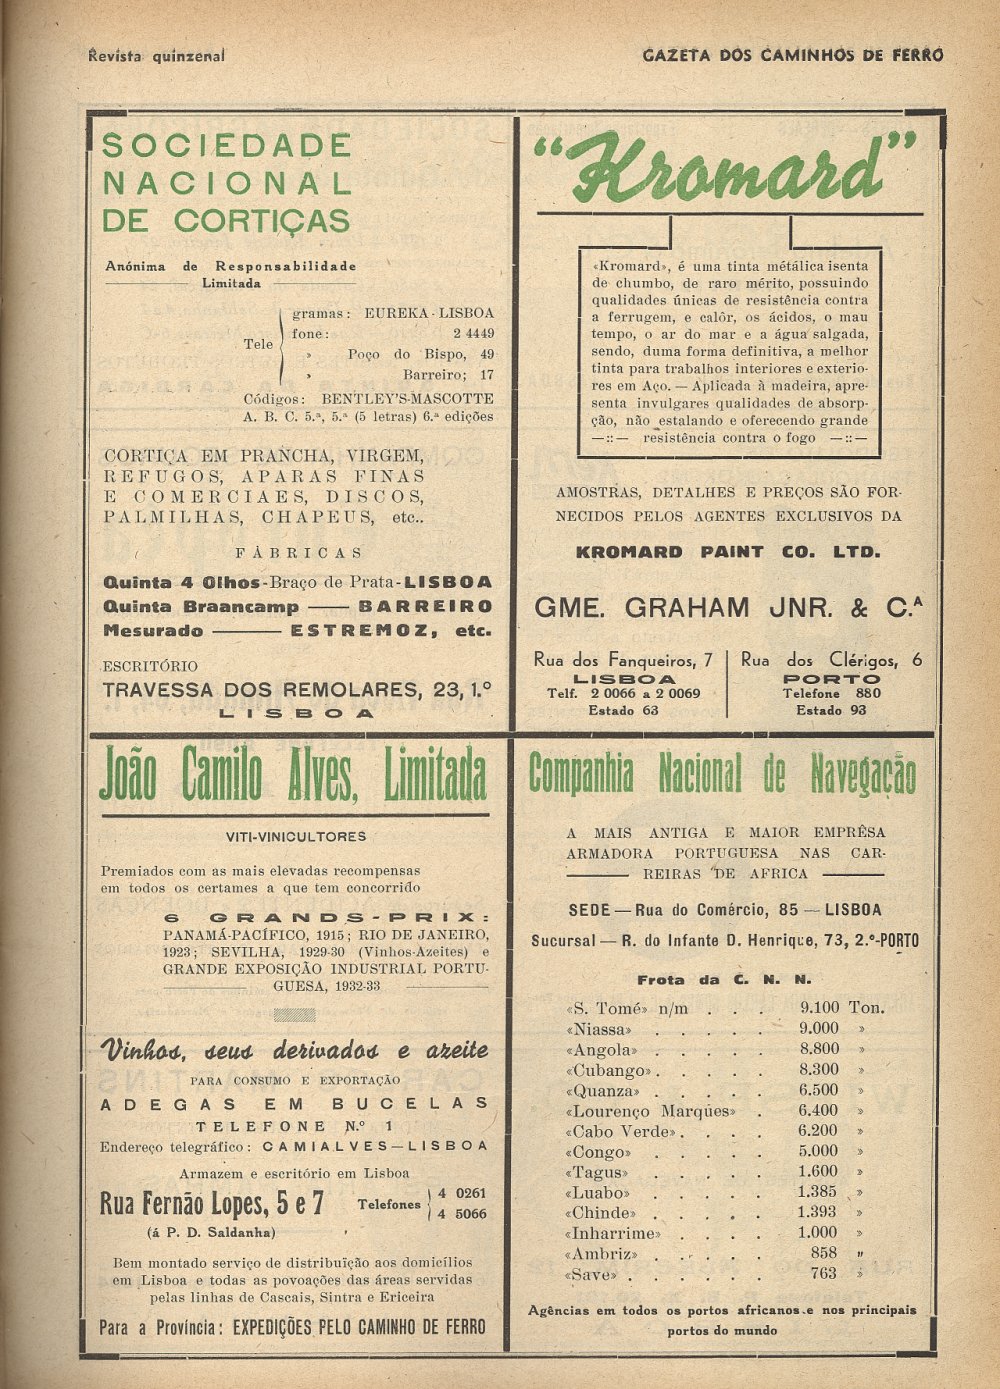 Revista quinzenal
GAZETA DOS CAMINHOS DE FERRO
SOCIEDADE
NACIONAL
DE CORTIÇAS
Anónima de Responsabilidade
Limitada
Tele
gramas: EUREKA - LISBOA
fone: 2 4449
» Poço do Bispo, 49
» Barreiro; 17
Códigos: BENTLEY'S-MASCOTTE
A. B. C. 5.ª, 5.ª (5 letras) 6.ª edições
CORTIÇA EM PRANCHA, VIRGEM,
REFUGOS, APARAS FINAS
E COMERCIAES, DISCOS,
PALMILHAS, CHAPEUS, etc..
FÁBRICAS
Quinta 4 Olhos-Braço de Prata-LISBOA
Quinta Braancamp — BARREIRO
Mesurado — ESTREMOZ, etc.
ESCRITÓRIO
TRAVESSA DOS REMOLARES, 23, 1.º
LISBOA
"Kromard"
«Kromard», é uma tinta métálica isenta
de chumbo, de raro mérito, possuindo
qualidades únicas de resistência contra
a ferrugem, e calôr, os ácidos, o mau
tempo, o ar do mar e a água salgada,
sendo, duma forma definitiva, a melhor
tinta para trabalhos interiores e exterio-
res em Aço. — Aplicada à madeira, apre-
senta invulgares qualidades de absorp-
ção, não estalando e oferecendo grande
—::— resistência contra o fogo —::—
AMOSTRAS, DETALHES E PREÇOS SÃO FOR-
NECIDOS PELOS AGENTES EXCLUSIVOS DA
KROMARD PAINT CO. LTD.
GME. GRAHAM JNR. & C.ᴬ
Rua dos Fanqueiros, 7
LISBOA
Telf. 2 0066 a 2 0069
Estado 63
Rua dos Clérigos, 6
PORTO
Telefone 880
Estado 93
João Camilo Alves, Limitada
VITI-VINICULTORES
Premiados com as mais elevadas recompensas
em todos os certames a que tem concorrido
6 GRANDS-PRIX:
PANAMÁ-PACÍFICO, 1915; RIO DE JANEIRO,
1923; SEVILHA, 1929-30 (Vinhos-Azeites) e
GRANDE EXPOSIÇÃO INDUSTRIAL PORTU-
GUESA, 1932-33
Vinhos, seus derivados e azeite
PARA CONSUMO E EXPORTAÇÃO
ADEGAS EM BUCELAS
TELEFONE N.º 1
Endereço telegráfico: CAMIALVES—LISBOA
Armazem e escritório em Lisboa
Rua Fernão Lopes, 5 e 7
Telefones
4 0261
4 5066
(á P. D. Saldanha)
Bem montado serviço de distribuïção aos domicílios
em Lisboa e todas as povoações das áreas servidas
pelas linhas de Cascais, Sintra e Ericeira
Para a Província: EXPEDIÇÕES PELO CAMINHO DE FERRO
Companhia Nacional de Navegação
A MAIS ANTIGA E MAIOR EMPRÊSA
ARMADORA PORTUGUESA NAS CAR-
REIRAS DE AFRICA
SEDE — Rua do Comércio, 85 — LISBOA
Sucursal — R. do Infante D. Henrique, 73, 2.º-PORTO
Frota da C. N. N.
«S. Tomé» n/m . . . 9.100 Ton.
«Niassa» . . . . . 9.000 »
«Angola» . . . . . 8.800 »
«Cubango» . . . . . 8.300 »
«Quanza» . . . . . 6.500 »
«Lourenço Marques» . 6.400 »
«Cabo Verde» . . . . 6.200 »
«Congo» . . . . . 5.000 »
«Tagus» . . . . . 1.600 »
«Luabo» . . . . . 1.385 »
«Chinde» . . . . . 1.393 »
«Inharrime» . . . . 1.000 »
«Ambriz» . . . . . 858 »
«Save» . . . . . . 763 »
Agências em todos os portos africanos e nos principais
portos do mundo